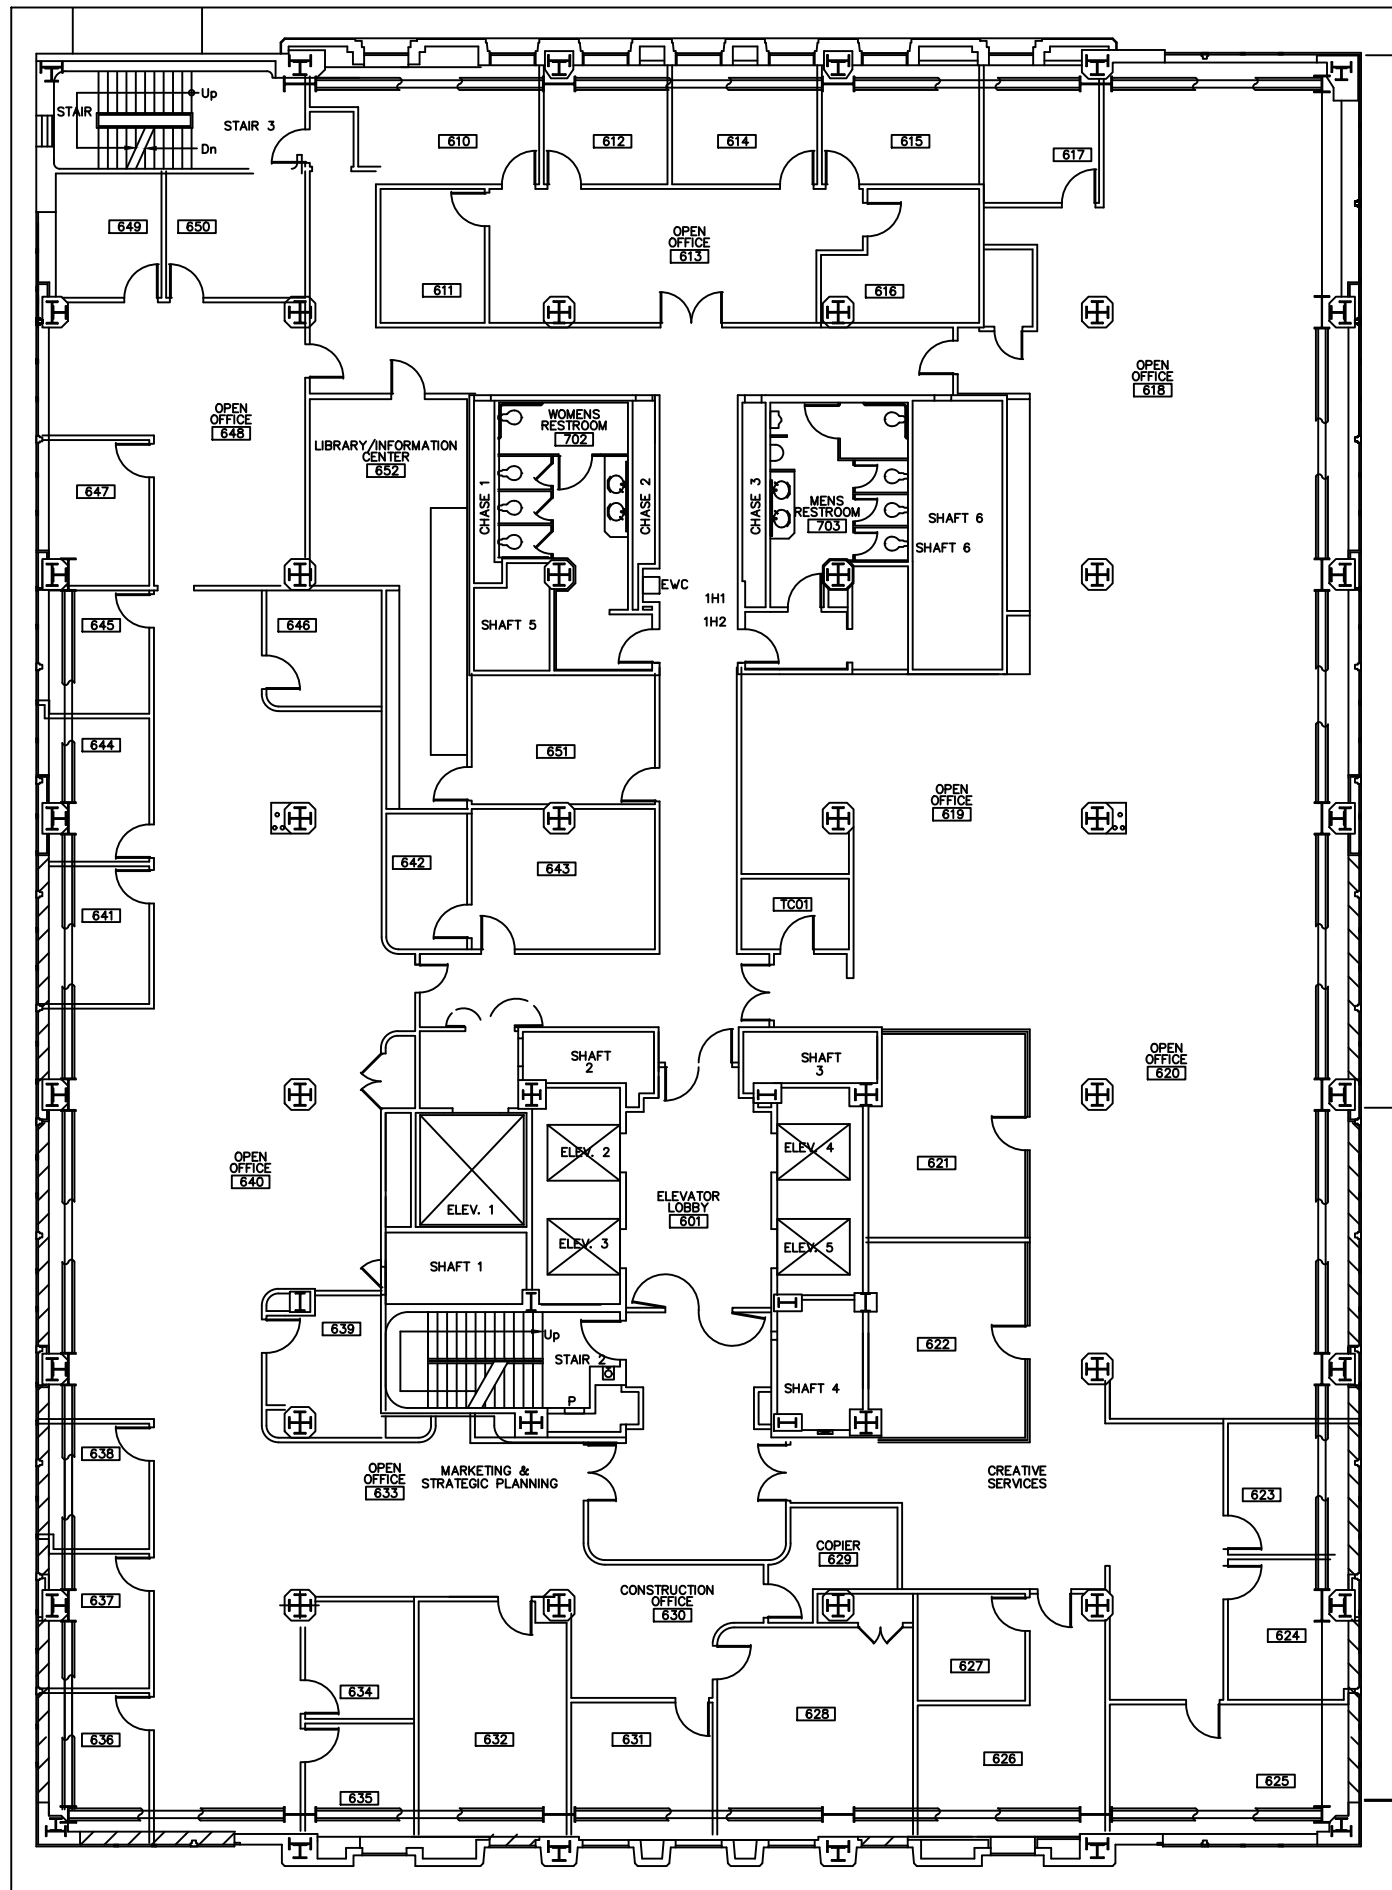 Up
STAIR
STAIR 3
Dn
610
612
614
615
617
649
650
OPEN
OFFICE
613
611
616
OPEN
OFFICE
618
OPEN
OFFICE
648
LIBRARY/INFORMATION
CENTER
652
WOMENS
RESTROOM
702
CHASE 1
CHASE 2
CHASE 3
MENS
RESTROOM
703
SHAFT 6
SHAFT 6
647
EWC
1H1
1H2
645
646
SHAFT 5
644
651
OPEN
OFFICE
619
642
643
641
TC01
SHAFT
2
SHAFT
3
OPEN
OFFICE
620
ELEV. 2
ELEV. 4
621
OPEN
OFFICE
640
ELEV. 1
ELEVATOR
LOBBY
601
ELEV. 3
ELEV. 5
SHAFT 1
639
Up
STAIR 2
P
622
SHAFT 4
638
OPEN
OFFICE
633
MARKETING &
STRATEGIC PLANNING
CREATIVE
SERVICES
623
COPIER
629
637
CONSTRUCTION
OFFICE
630
624
634
627
636
632
631
628
626
635
625